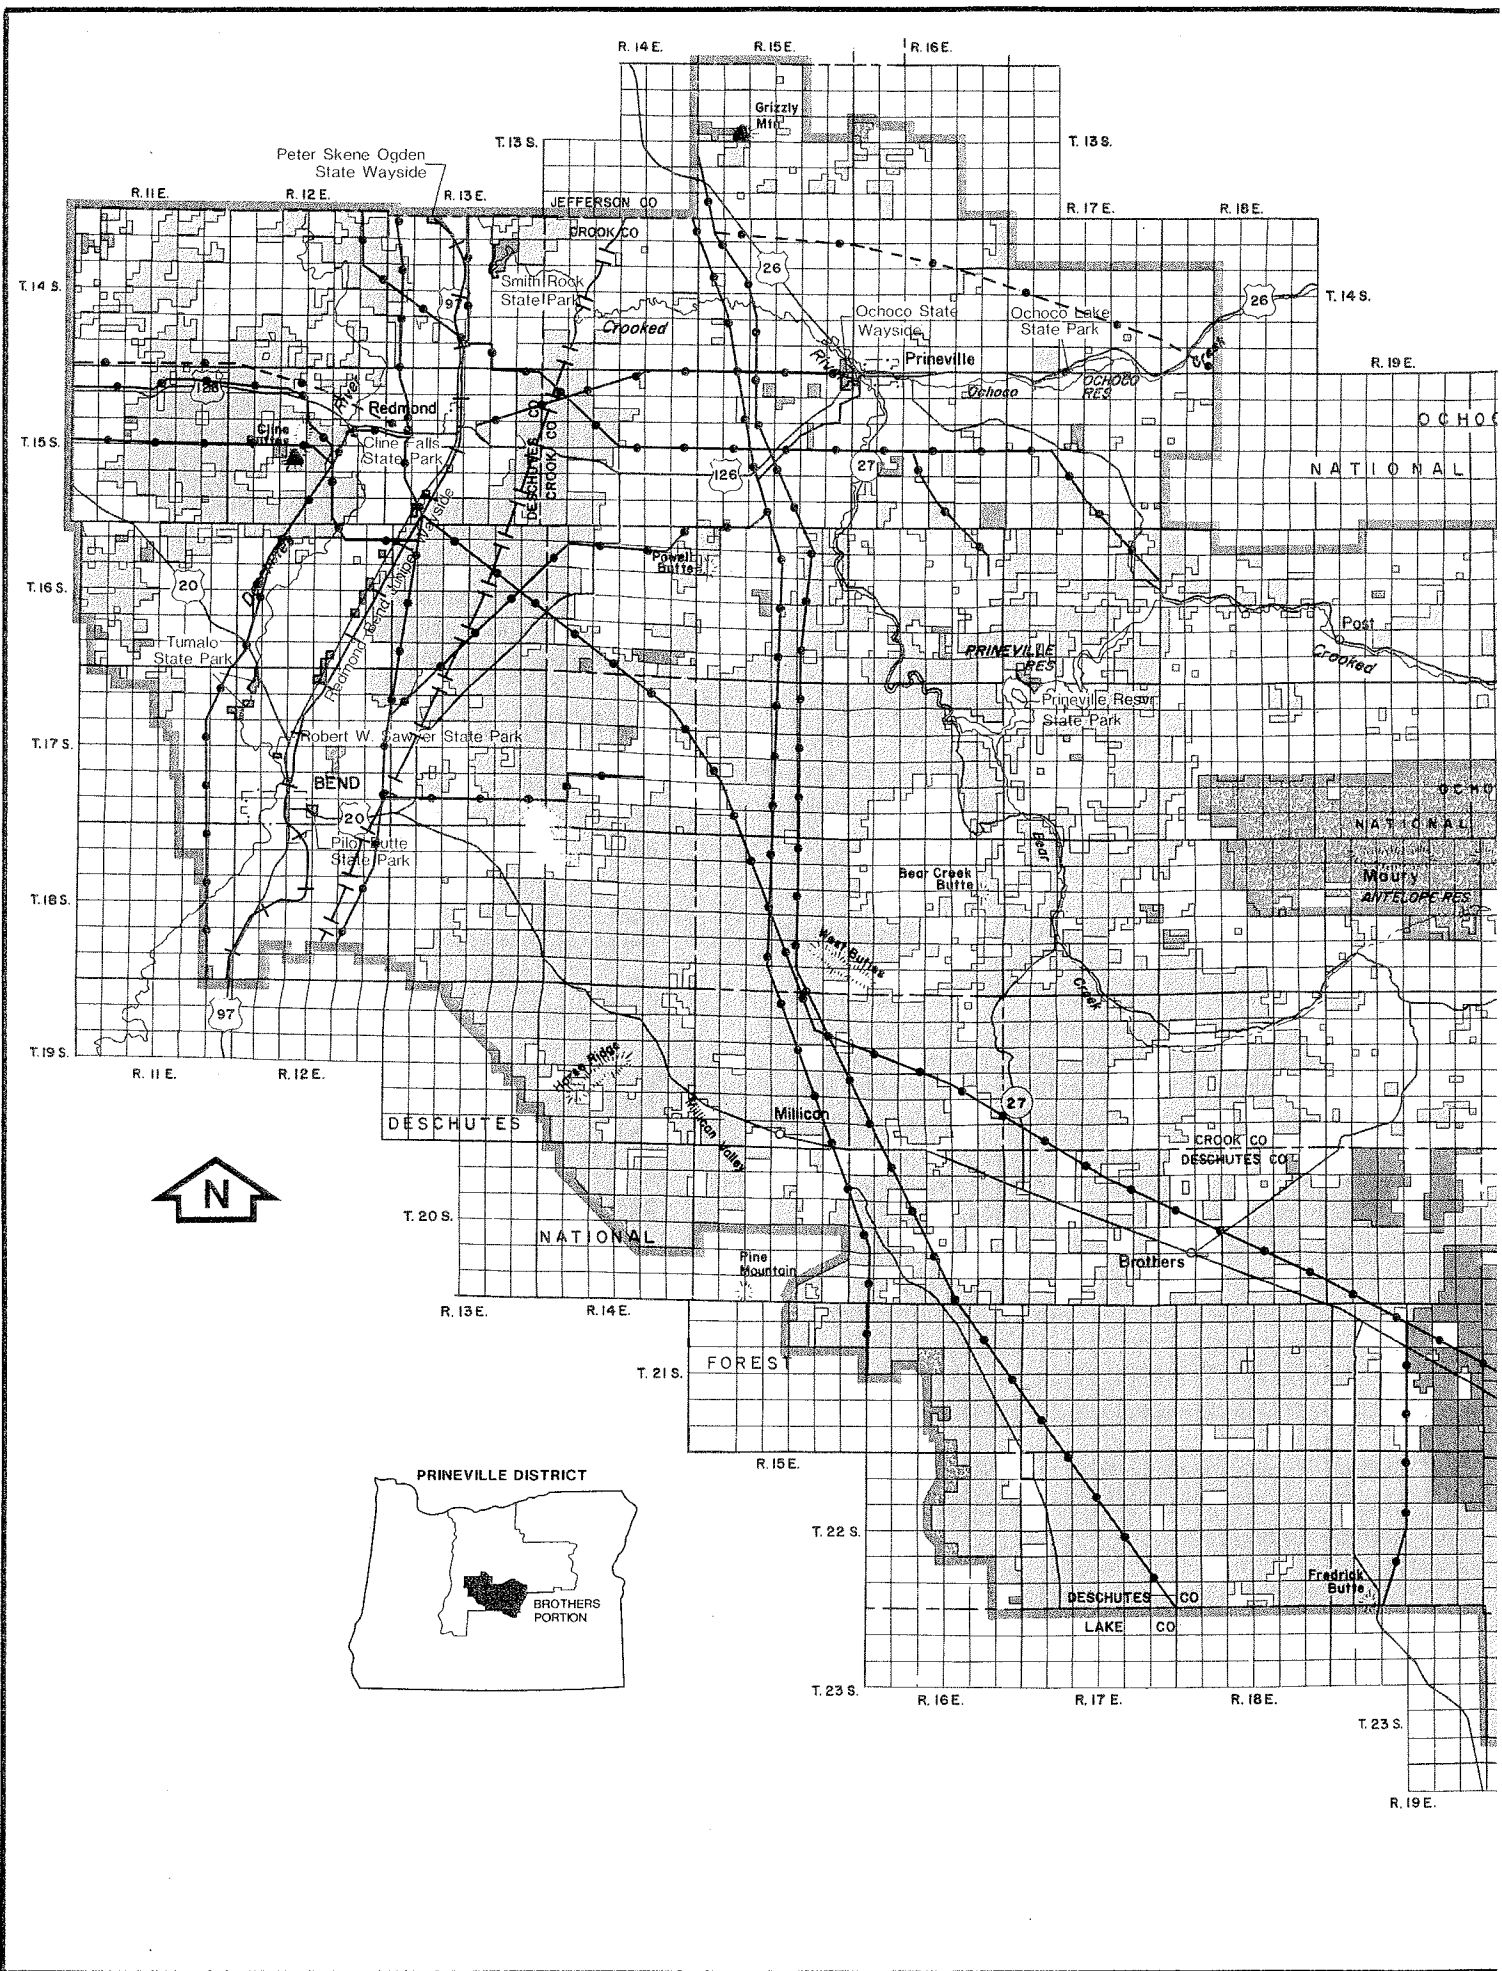 R. 14 E.
R. 15 E.
R. 16 E.
Grizzly
Mtn
T. 13 S.
T. 13 S.
Peter Skene Ogden
State Wayside
R. 11 E.
R. 12 E.
R. 13 E.
JEFFERSON CO
CROOK CO
R. 17 E.
R. 18 E.
T. 14 S.
97
Smith Rock
State Park
Crooked
River
26
Ochoco State
Wayside
Ochoco Lake
State Park
26
T. 14 S.
Prineville
Creek
R. 19 E.
126
River
Redmond
Ochoco
OCHOCO
RES
T. 15 S.
Cline
Buttes
Cline Falls
State Park
DESCHUTES CO
CROOK CO
126
27
NATIONAL
Redmond Bend Juniper Wayside
Deschutes
20
T. 16 S.
Powell
Butte
Post
Crooked
Tumalo
State Park
PRINEVILLE
RES
Prineville Resvr
State Park
T. 17 S.
Robert W. Sawyer State Park
BEND
20
Pilot Butte
State Park
NATIONAL
Bear
Creek
Bear Creek
Butte
Maury
ANTELOPE RES
T. 18 S.
West Buttes
97
T. 19 S.
R. 11 E.
R. 12 E.
Horse Ridge
Millican Valley
Millican
27
DESCHUTES
CROOK CO
DESCHUTES CO
N
T. 20 S.
NATIONAL
Pine
Mountain
Brothers
R. 13 E.
R. 14 E.
FOREST
T. 21 S.
R. 15 E.
PRINEVILLE DISTRICT
BROTHERS
PORTION
T. 22 S.
Fredrick
Butte
DESCHUTES CO
LAKE CO
T. 23 S.
R. 16 E.
R. 17 E.
R. 18 E.
T. 23 S.
R. 19 E.